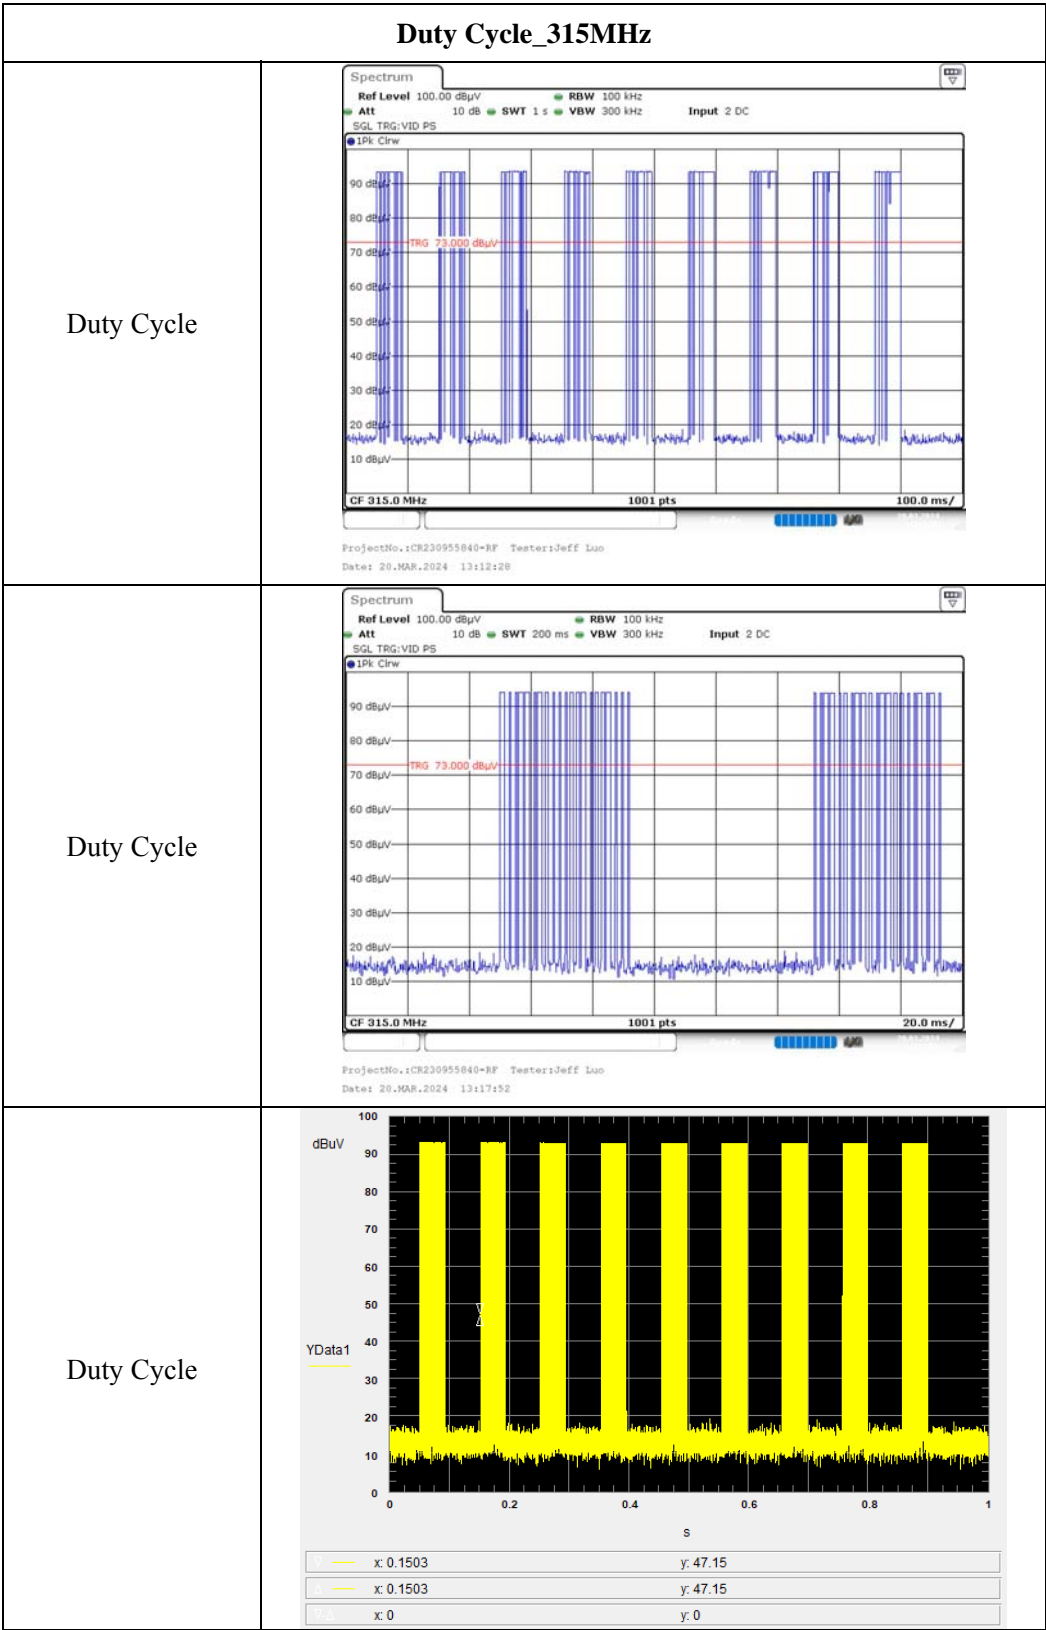 Duty Cycle_315MHz
Duty Cycle
Spectrum
Ref Level 100.00 dBµV RBW 100 kHz
Att 10 dB SWT 1 s VBW 300 kHz Input 2 DC
SGL TRG:VID PS
1Pk Clrw
90 dBµV
80 dBµV
TRG 73.000 dBµV
70 dBµV
60 dBµV
50 dBµV
40 dBµV
30 dBµV
20 dBµV
10 dBµV
CF 315.0 MHz 1001 pts 100.0 ms/
ProjectNo.:CR230955840-RF Tester:Jeff Luo
Date: 20.MAR.2024 13:12:28
Duty Cycle
Spectrum
Ref Level 100.00 dBµV RBW 100 kHz
Att 10 dB SWT 200 ms VBW 300 kHz Input 2 DC
SGL TRG:VID PS
1Pk Clrw
90 dBµV
80 dBµV
TRG 73.000 dBµV
70 dBµV
60 dBµV
50 dBµV
40 dBµV
30 dBµV
20 dBµV
10 dBµV
CF 315.0 MHz 1001 pts 20.0 ms/
ProjectNo.:CR230955840-RF Tester:Jeff Luo
Date: 20.MAR.2024 13:17:52
Duty Cycle
100
dBuV
90
80
70
60
50
40
YData1
30
20
10
0
0 0.2 0.4 0.6 0.8 1
s
x: 0.1503 y: 47.15
x: 0.1503 y: 47.15
x: 0 y: 0